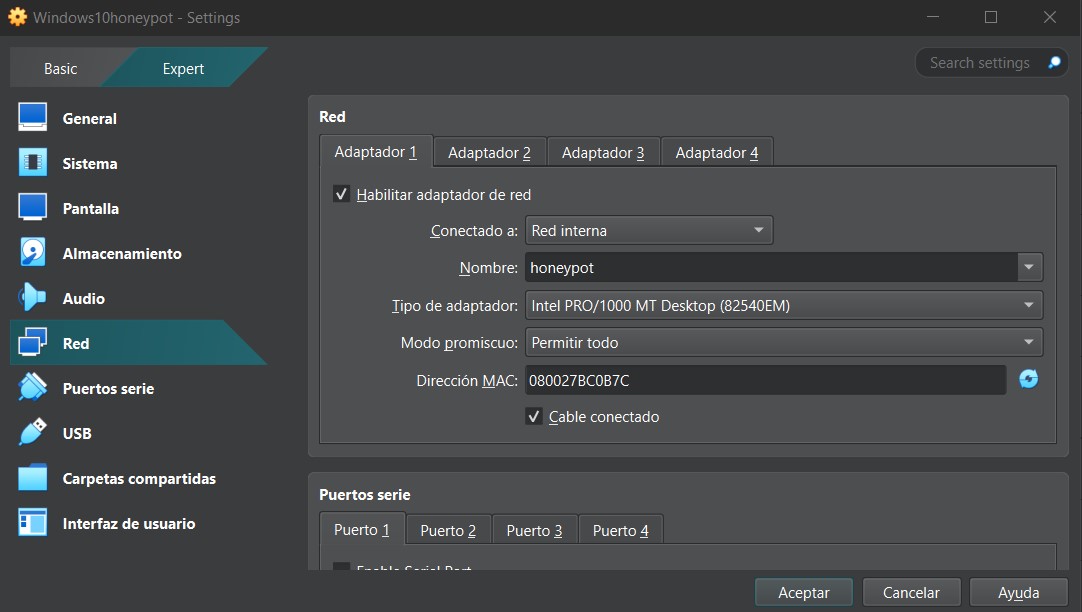 Windows10honeypot - Settings
Basic
Expert
Search settings
General
Sistema
Pantalla
Almacenamiento
Audio
Red
Puertos serie
USB
Carpetas compartidas
Interfaz de usuario
Red
Adaptador 1
Adaptador 2
Adaptador 3
Adaptador 4
Habilitar adaptador de red
Conectado a: Red interna
Nombre: honeypot
Tipo de adaptador: Intel PRO/1000 MT Desktop (82540EM)
Modo promiscuo: Permitir todo
Dirección MAC: 080027BC0B7C
Cable conectado
Puertos serie
Puerto 1
Puerto 2
Puerto 3
Puerto 4
Enable Serial Port
Aceptar
Cancelar
Ayuda